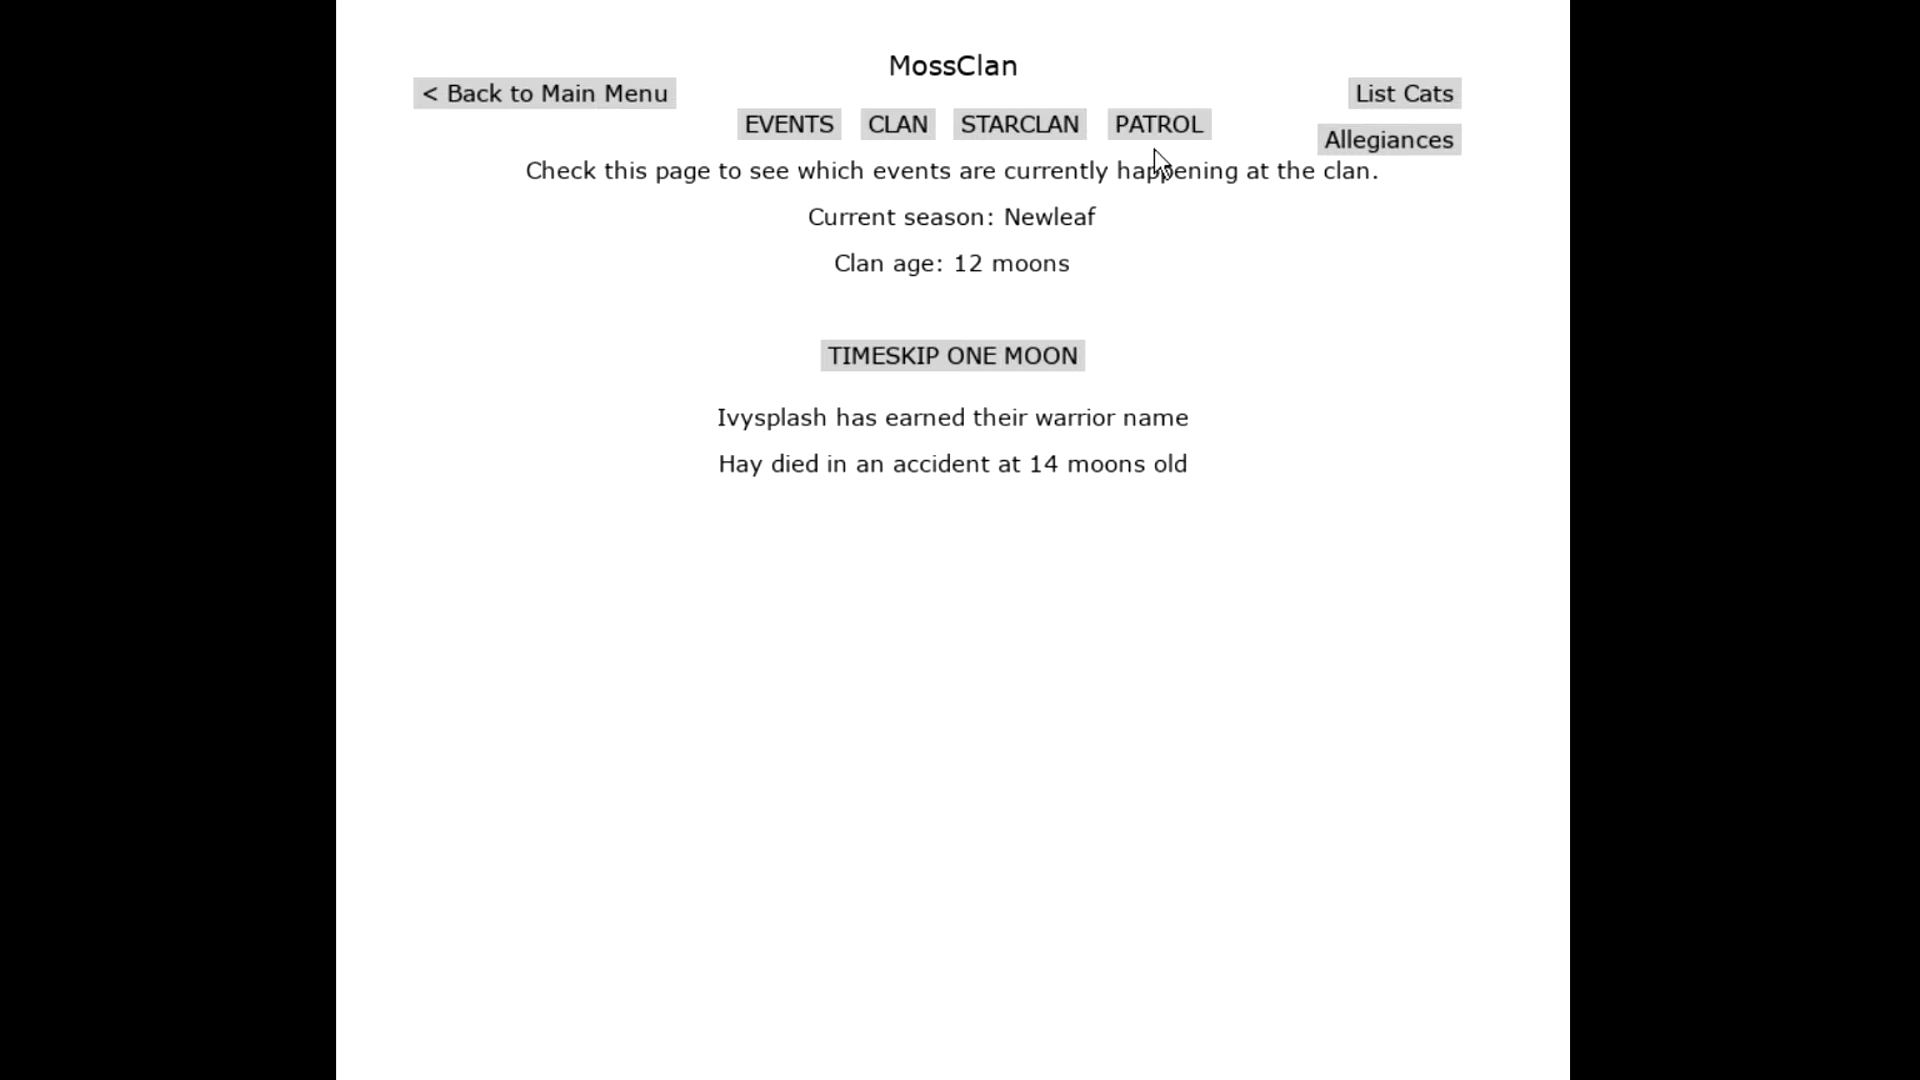 MossClan
< Back to Main Menu
List Cats
EVENTS CLAN STARCLAN PATROL
Allegiances
Check this page to see which events are currently happening at the clan.
Current season: Newleaf
Clan age: 12 moons
TIMESKIP ONE MOON
Ivysplash has earned their warrior name
Hay died in an accident at 14 moons old